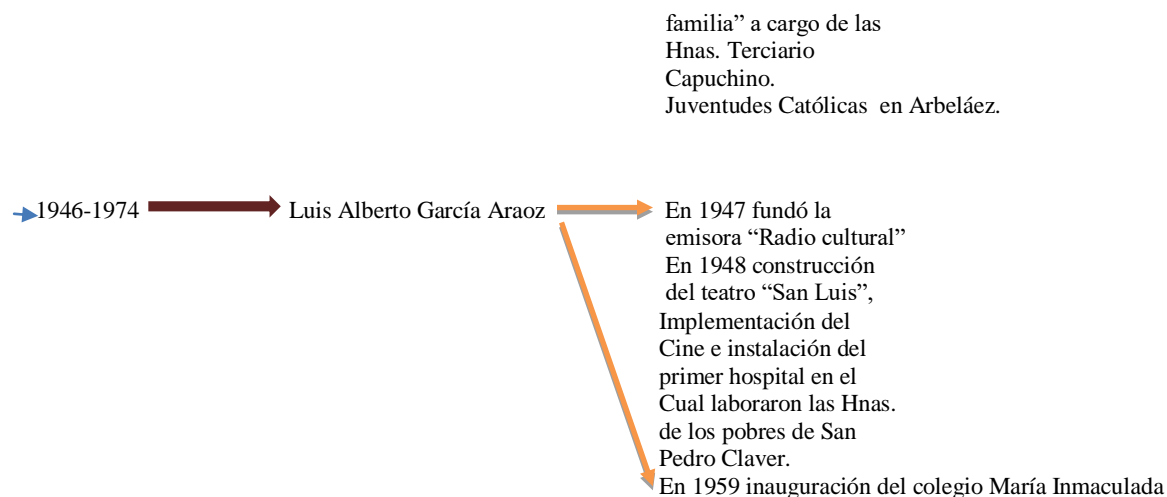 familia” a cargo de las
Hnas. Terciario
Capuchino.
Juventudes Católicas en Arbeláez.
1946-1974
Luis Alberto García Araoz
En 1947 fundó la
emisora “Radio cultural”
En 1948 construcción
del teatro “San Luis”,
Implementación del
Cine e instalación del
primer hospital en el
Cual laboraron las Hnas.
de los pobres de San
Pedro Claver.
En 1959 inauguración del colegio María Inmaculada